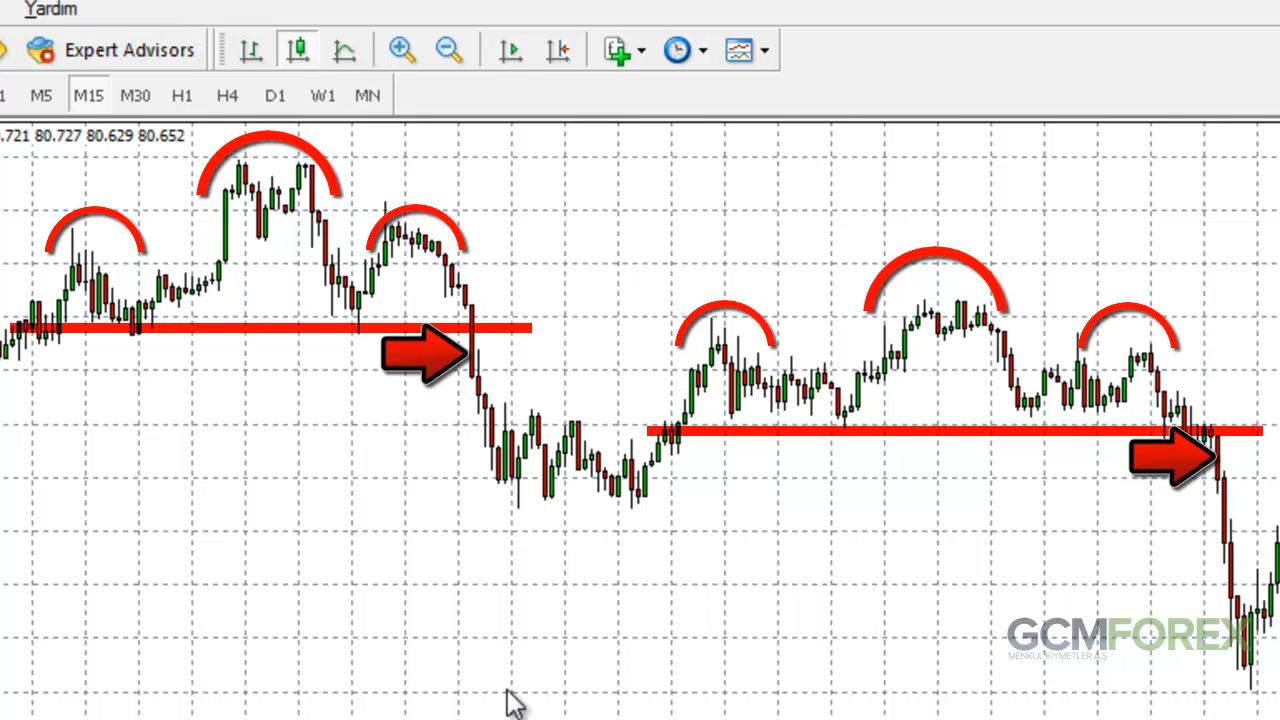 Yardım
Expert Advisors
M5 M15 M30 H1 H4 D1 W1 MN
.721 80.727 80.629 80.652
GCMFOREX
MENKUL KIYMETLER A.Ş